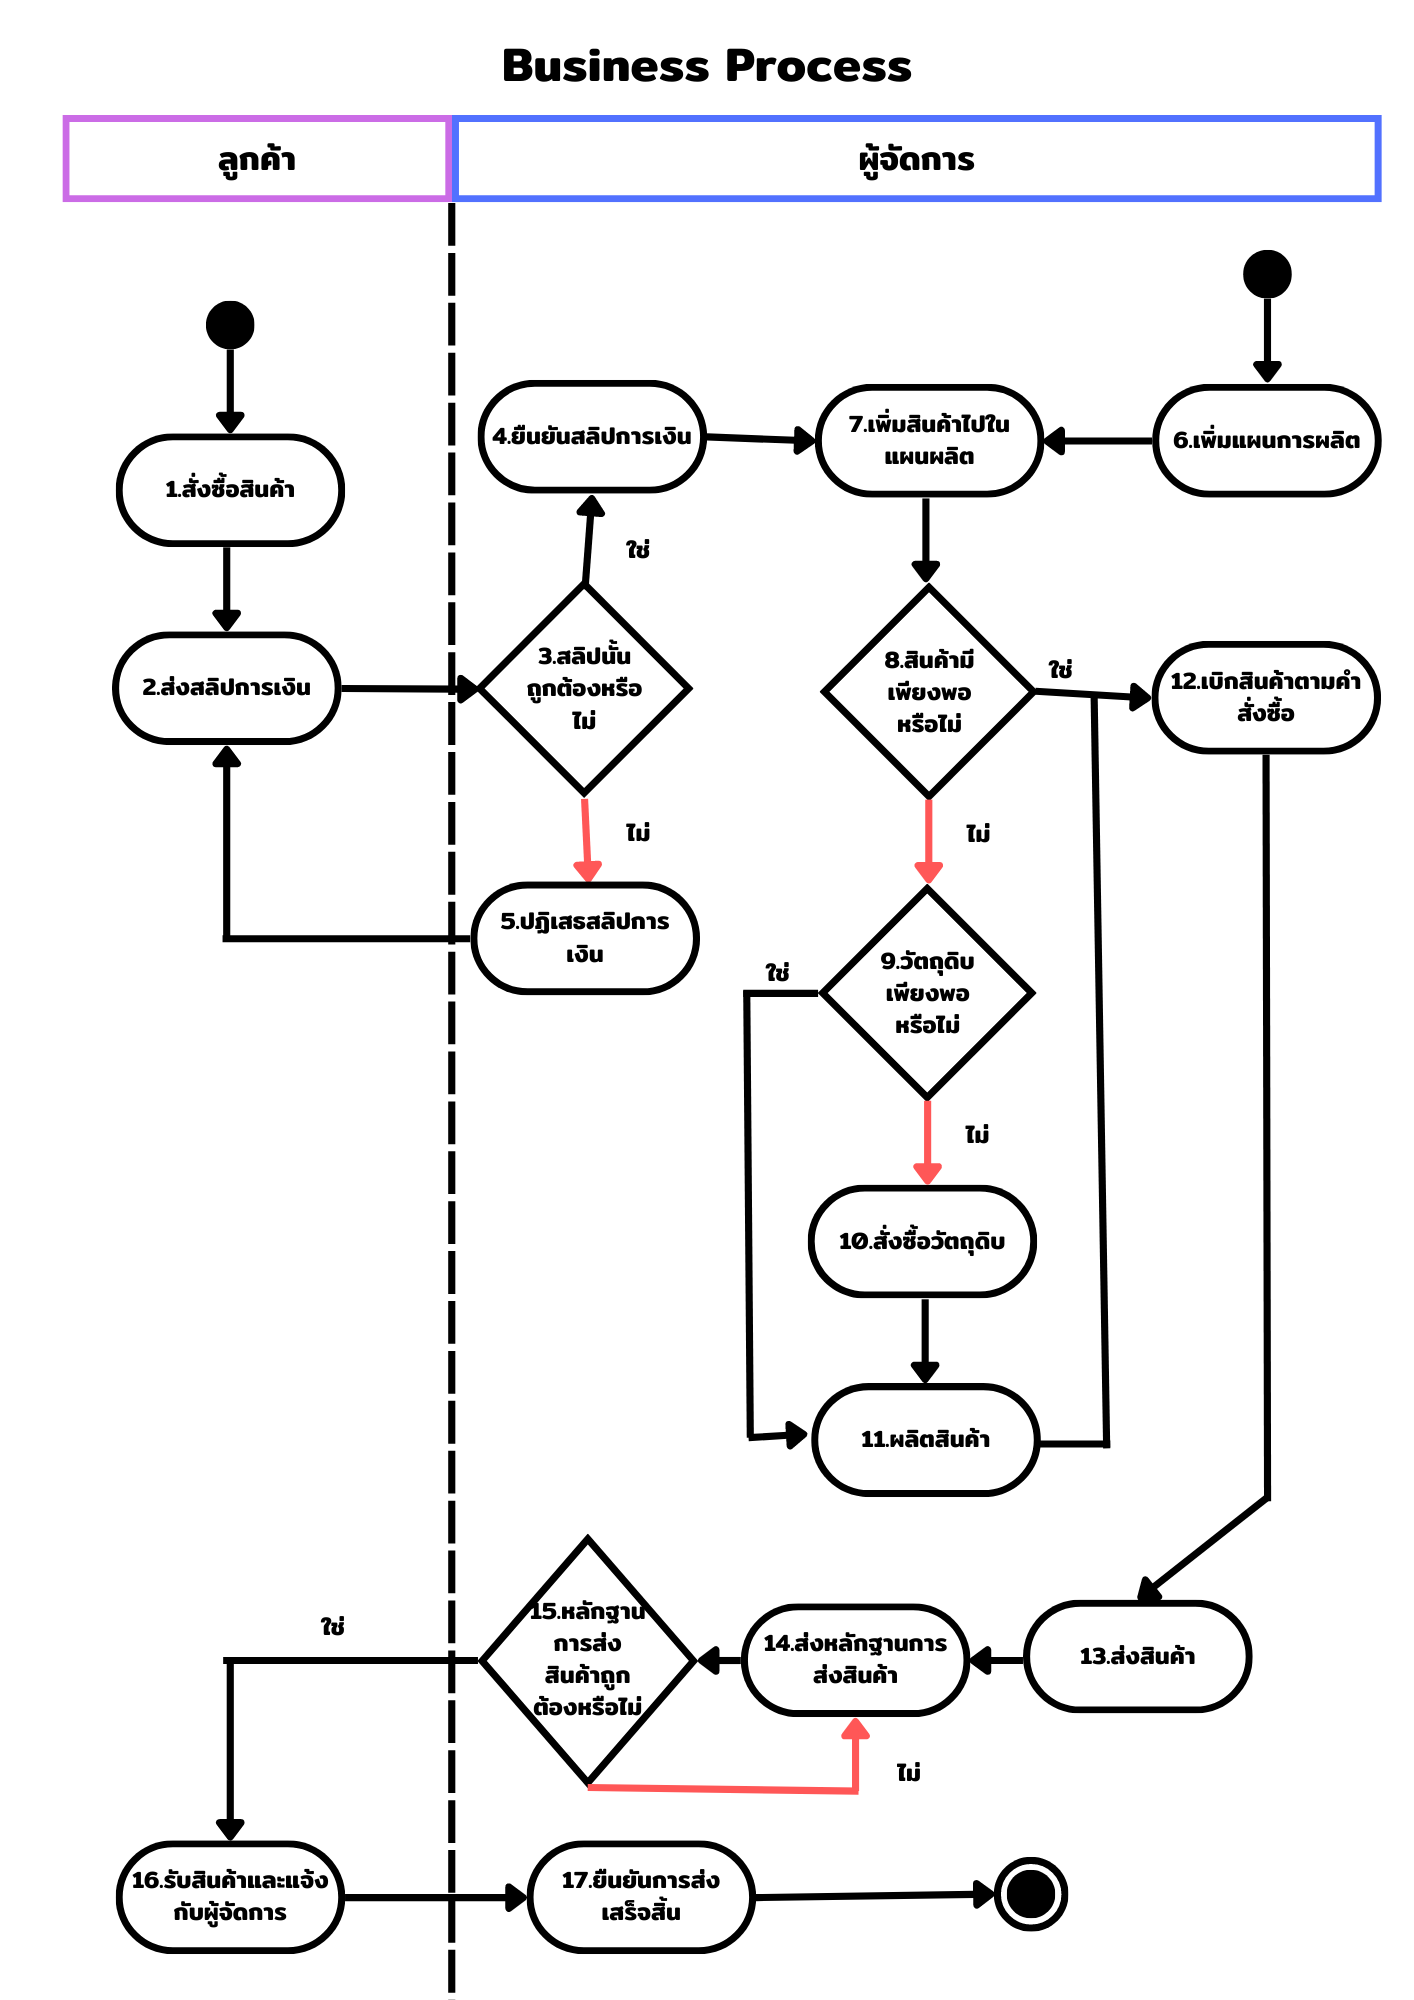 Business Process
ลูกค้า
ผู้จัดการ
1.สั่งซื้อสินค้า
2.ส่งสลิปการเงิน
3.สลิปนั้น
ถูกต้องหรือ
ไม่
ใช่
4.ยืนยันสลิปการเงิน
ไม่
5.ปฏิเสธสลิปการ
เงิน
6.เพิ่มแผนการผลิต
7.เพิ่มสินค้าไปใน
แผนผลิต
8.สินค้ามี
เพียงพอ
หรือไม่
ใช่
ไม่
9.วัตถุดิบ
เพียงพอ
หรือไม่
ใช่
ไม่
10.สั่งซื้อวัตถุดิบ
11.ผลิตสินค้า
12.เบิกสินค้าตามคำ
สั่งซื้อ
13.ส่งสินค้า
14.ส่งหลักฐานการ
ส่งสินค้า
15.หลักฐาน
การส่ง
สินค้าถูก
ต้องหรือไม่
ใช่
ไม่
16.รับสินค้าและแจ้ง
กับผู้จัดการ
17.ยืนยันการส่ง
เสร็จสิ้น